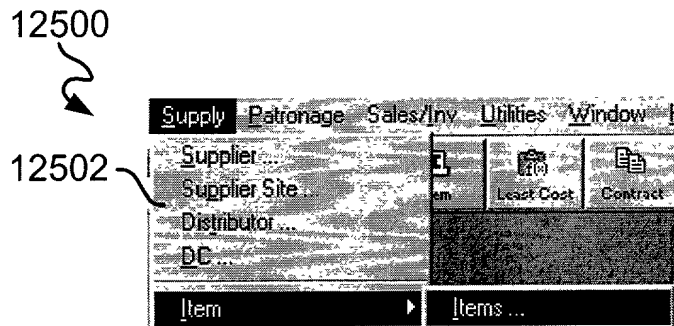 12500
Supply Patronage Sales/Inv Utilities Window
12502
Supplier ...
Supplier Site ...
Distributor ...
DC ...
Least Cost
Contract
Item
Items ...